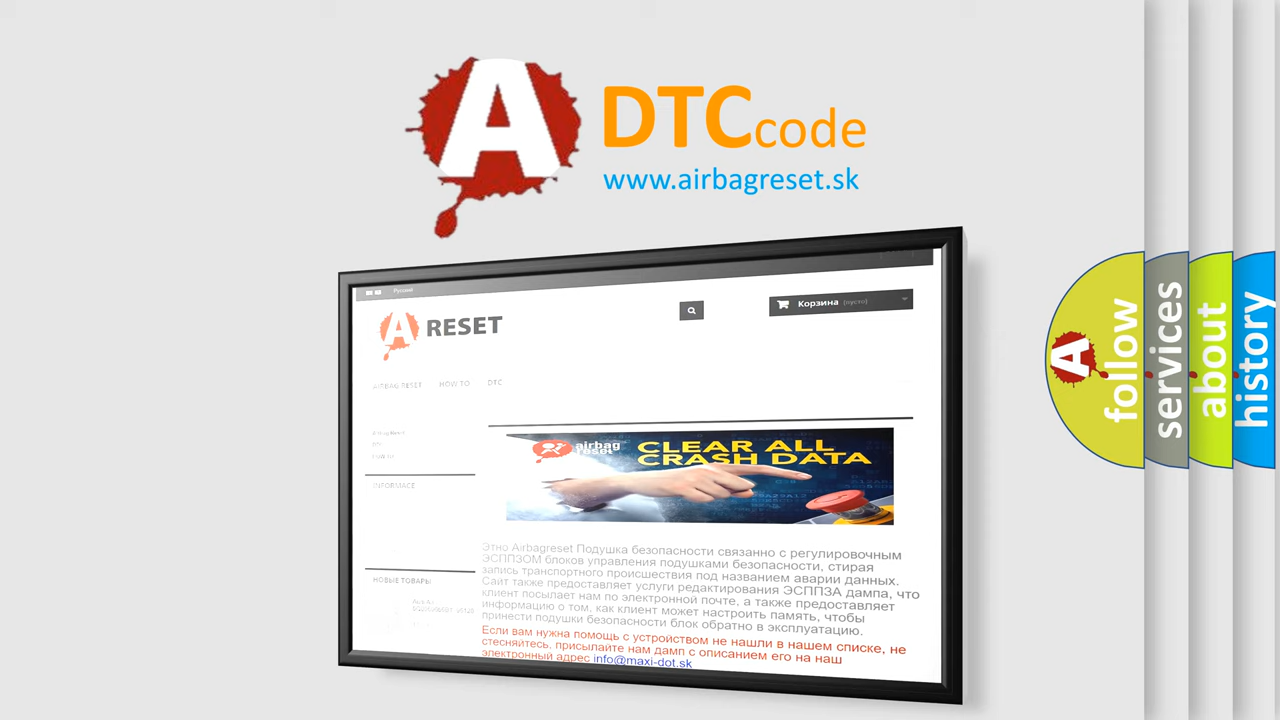 A
DTCcode
www.airbagreset.sk
Русский
Корзина (пусто)
A RESET
AIRBAG RESET HOW TO DTC
Airbag Reset
DTC
INFORMACE
airbag
reset
CLEAR ALL
CRASH DATA
Этно Airbagreset Подушка безопасности связанно с регулировочным
ЭСППЗОМ блоков управления подушками безопасности, стирая
запись транспортного происшествия под названием аварии данных.
Сайт также предоставляет услуги редактирования ЭСППЗА дампа, что
клиент посылает нам по электронной почте, а также предоставляет
информацию о том, как клиент может настроить память, чтобы
принести подушки безопасности блок обратно в эксплуатацию.
Если вам нужна помощь с устройством не нашли в нашем списке, не
стесняйтесь, присылайте нам дамп с описанием его на наш
электронный адрес info@maxi-dot.sk
НОВЫЕ ТОВАРЫ
A
follow
services
about
history